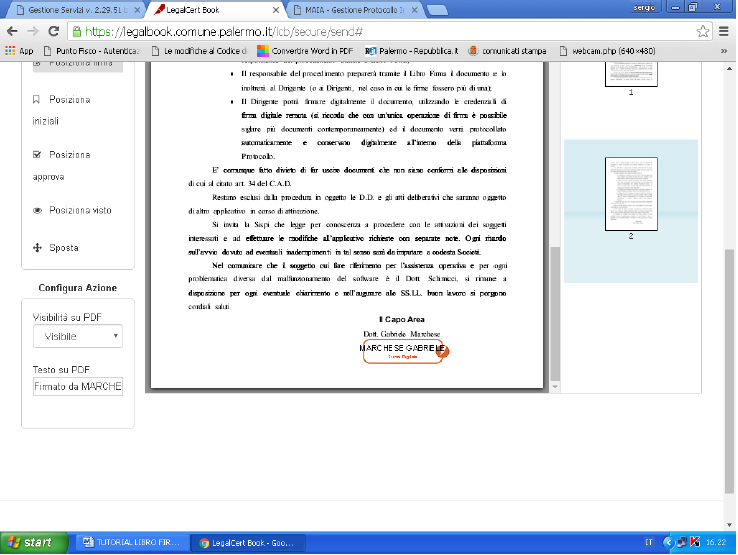 Gestione Servizi v. 2.29.51
LegalCert Book
MAIA - Gestione Protocollo I
sergio
https://legalbook.comune.palermo.it/lcb/secure/send#
App
Punto Fisco - Autentica
Le modifiche al Codice d
Convertire Word in PDF
Palermo - Repubblica.it
comunicati stampa
webcam.php (640×480)
Posiziona firma
Posiziona
iniziali
Posiziona
approva
Posiziona visto
Sposta
Configura Azione
Visibilità su PDF
Visibile
Testo su PDF
Firmato da MARCHE
Il responsabile del procedimento preparerà tramite il Libro Firma il documento e lo
inoltrerà al Dirigente (o ai Dirigenti, nel caso in cui le firme fossero più di una);
Il Dirigente potrà firmare digitalmente il documento, utilizzando le credenziali di
firma digitale remota (si ricorda che con un'unica operazione di firma è possibile
siglare più documenti contemporaneamente) ed il documento verrà protocollato
automaticamente e conservato digitalmente all'interno della piattaforma
Protocollo.
E' comunque fatto divieto di far uscire documenti che non siano conformi alle disposizioni
di cui al citato art. 34 del C.A.D.
Restano esclusi dalla procedura in oggetto le D.D. e gli atti deliberativi che saranno oggetto
di altro applicativo in corso di attivazione.
Si invita la Sispi che legge per conoscenza a procedere con le attivazioni dei soggetti
interessati e ad effettuare le modifiche all'applicativo richieste con separate note. Ogni ritardo
sull'avvio dovuto ad eventuali inadempimenti in tal senso sarà da imputare a codesta Società.
Nel comunicare che il soggetto cui fare riferimento per l'assistenza operativa e per ogni
problematica diversa dal malfunzionamento del software è il Dott. Schimicci, si rimane a
disposizione per ogni eventuale chiarimento e nell'augurare alle SS.LL. buon lavoro si porgono
cordiali saluti
Il Capo Area
Dott. Gabriele Marchese
MARCHESE GABRIELE
Firma Digitale
1
2
start
TUTORIAL LIBRO FIR...
LegalCert Book - Goo...
IT
16.22